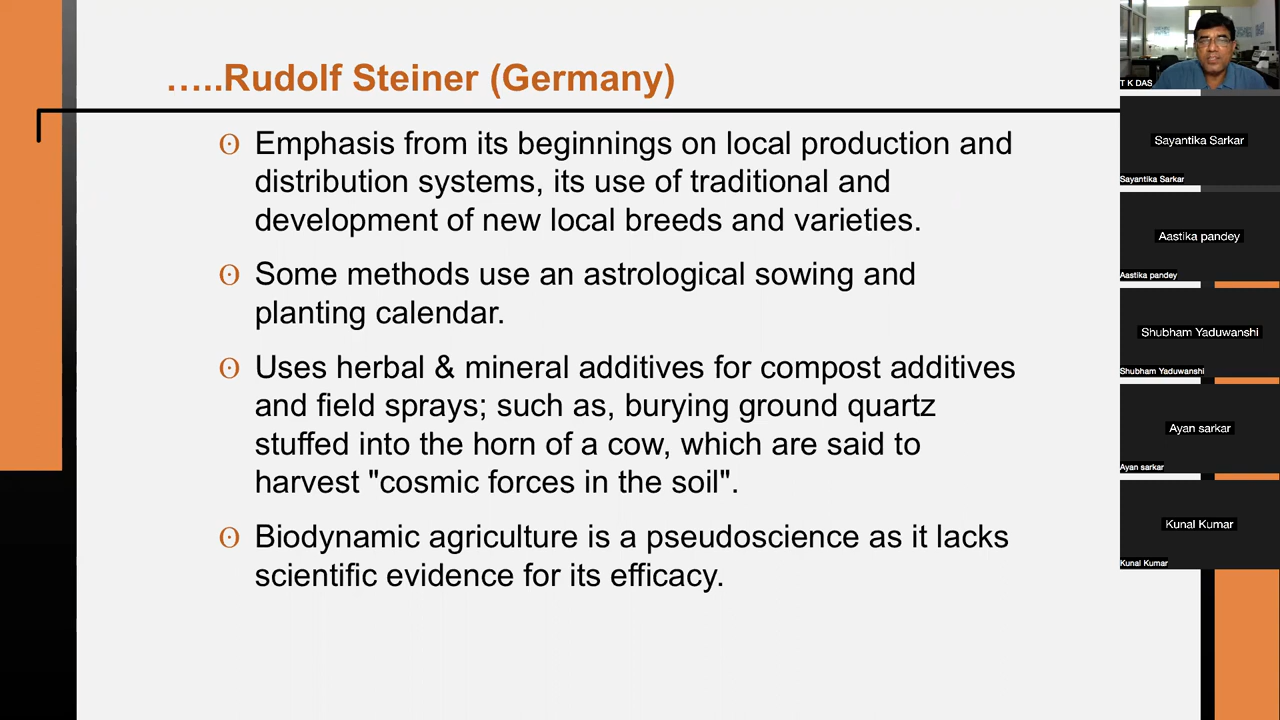 …..Rudolf Steiner (Germany)
Emphasis from its beginnings on local production and
distribution systems, its use of traditional and
development of new local breeds and varieties.
Some methods use an astrological sowing and
planting calendar.
Uses herbal & mineral additives for compost additives
and field sprays; such as, burying ground quartz
stuffed into the horn of a cow, which are said to
harvest "cosmic forces in the soil".
Biodynamic agriculture is a pseudoscience as it lacks
scientific evidence for its efficacy.
T K DAS
Sayantika Sarkar
Sayantika Sarkar
Aastika pandey
Aastika pandey
Shubham Yaduwanshi
Shubham Yaduwanshi
Ayan sarkar
Ayan sarkar
Kunal Kumar
Kunal Kumar